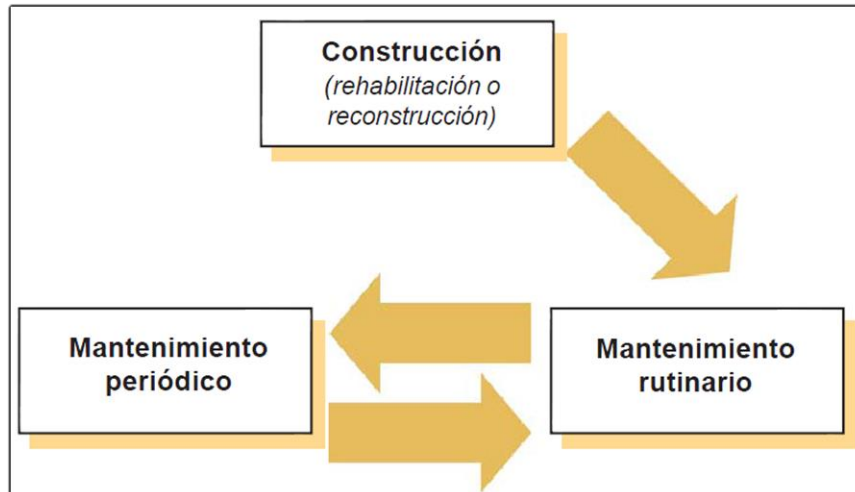 Construcción
(rehabilitación o
reconstrucción)
Mantenimiento
periódico
Mantenimiento
rutinario